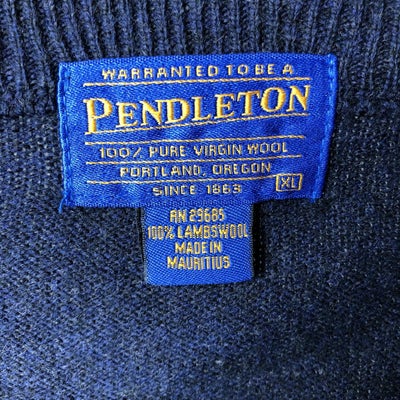 WARRANTED TO BE A
PENDLETON
100% PURE VIRGIN WOOL
PORTLAND, OREGON
SINCE 1863 XL
RN 29685
100% LAMBSWOOL
MADE IN
MAURITIUS